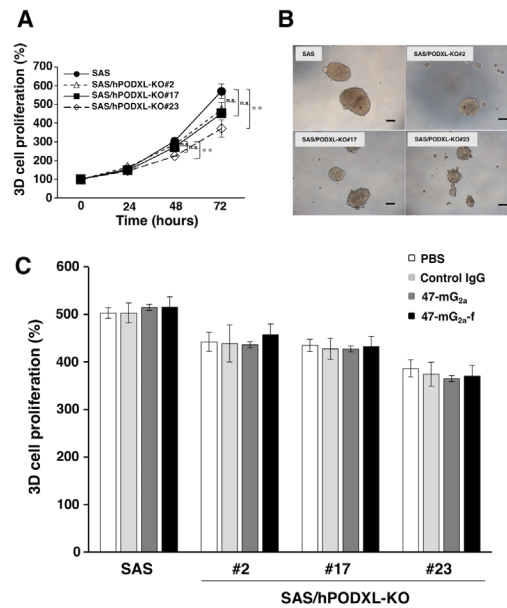 A
3D cell proliferation (%)
700
600
500
400
300
200
100
0
SAS
SAS/hPODXL-KO#2
SAS/hPODXL-KO#17
SAS/hPODXL-KO#23
n.s.
n.s.
**
n.s.
n.s.
**
0 24 48 72
Time (hours)
B
SAS
SAS/PODXL-KO#2
SAS/PODXL-KO#17
SAS/PODXL-KO#23
C
3D cell proliferation (%)
600
500
400
300
200
100
0
PBS
Control IgG
47-mG2a
47-mG2a-f
SAS #2 #17 #23
SAS/hPODXL-KO